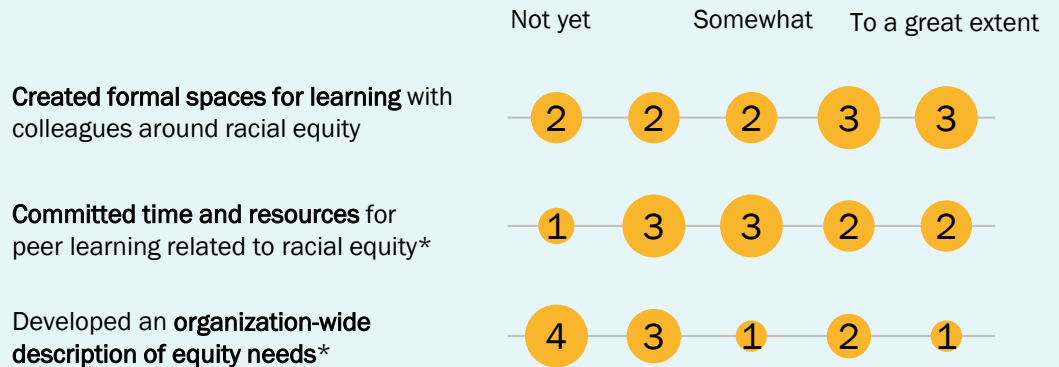 Not yet Somewhat To a great extent
Created formal spaces for learning with
colleagues around racial equity
2 2 2 3 3
Committed time and resources for
peer learning related to racial equity*
1 3 3 2 2
Developed an organization-wide
description of equity needs*
4 3 1 2 1